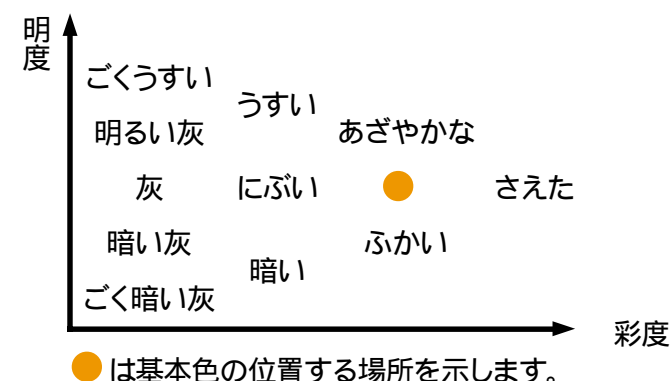 明度
ごくうすい
うすい
明るい灰
あざやかな
灰
にぶい
さえた
暗い灰
ふかい
暗い
ごく暗い灰
彩度
は基本色の位置する場所を示します。